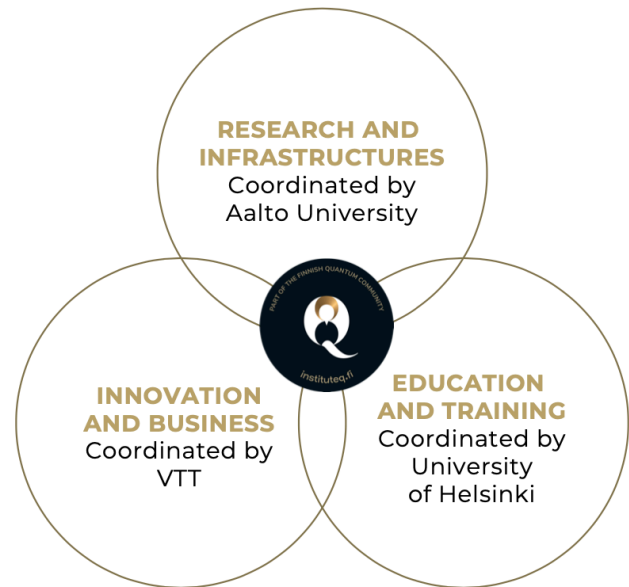 RESEARCH AND
INFRASTRUCTURES
Coordinated by
Aalto University
PART OF THE FINNISH QUANTUM COMMUNITY
instituteq.fi
INNOVATION
AND BUSINESS
Coordinated by
VTT
EDUCATION
AND TRAINING
Coordinated by
University
of Helsinki